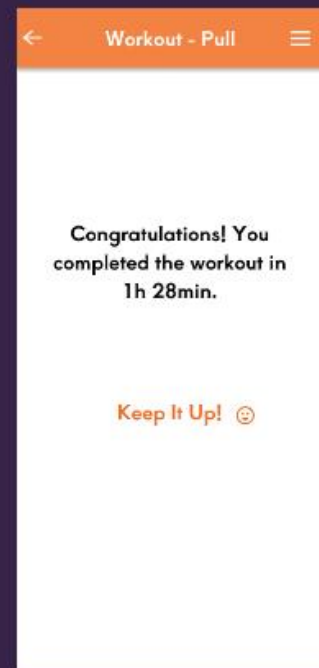 Workout - Pull
Congratulations! You
completed the workout in
1h 28min.
Keep It Up!